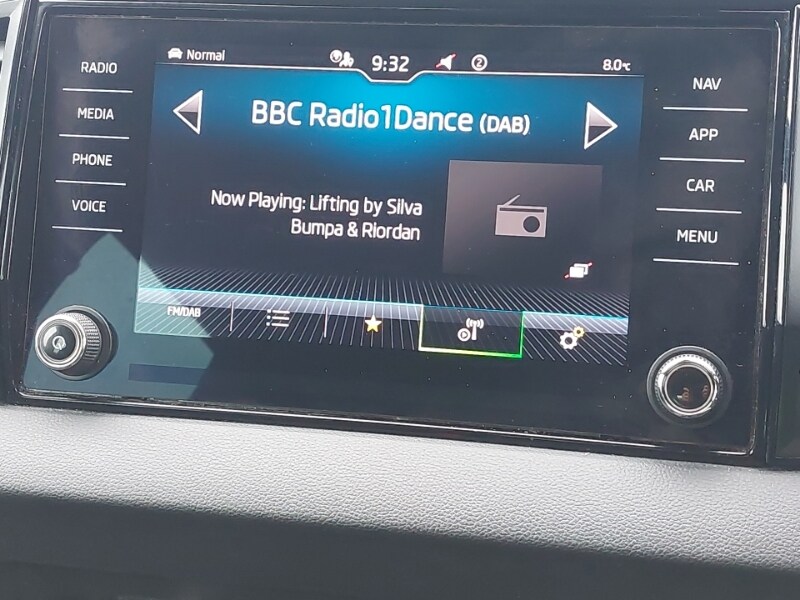 RADIO
MEDIA
PHONE
VOICE
Normal
9:32
2
8.0°C
BBC Radio1Dance (DAB)
Now Playing: Lifting by Silva
Bumpa & Riordan
FM/DAB
NAV
APP
CAR
MENU